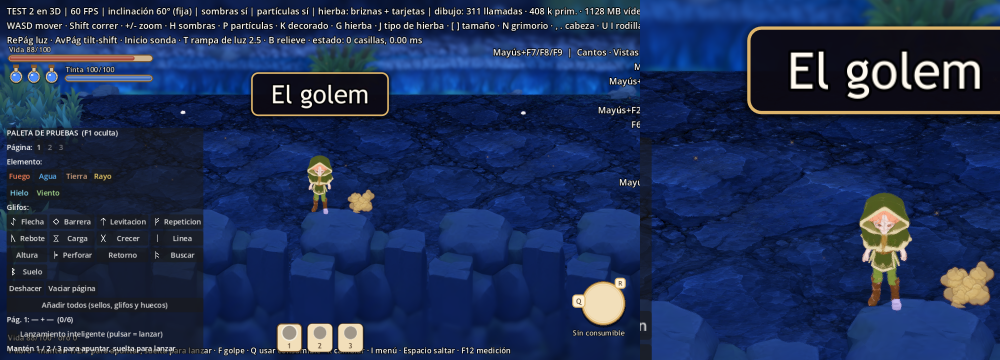 TEST 2 en 3D | 60 FPS | inclinación 60° (fija) | sombras sí | partículas sí | hierba: briznas + tarjetas | dibujo: 311 llamadas · 408 k prim. · 1128 MB
WASD mover · Shift correr · +/- zoom · H sombras · P partículas · K decorado · G hierba · J tipo de hierba · [ ] tamaño · N grimorio · , . cabeza · U I
RePág luz · AvPág tilt-shift · Inicio sonda · T rampa de luz 2.5 · B relieve · estado: 0 casillas, 0.00 ms
Vida 88/100
Mayús+F7/F8/F9 | Cantos · Vistas
Tinta 100/100
El golem
El golem
PALETA DE PRUEBAS (F1 oculta)
Página: 1 2 3
Elemento:
Fuego Agua Tierra Rayo
Hielo Viento
Glifos:
Flecha Barrera Levitacion Repeticion
Rebote Carga Crecer Linea
Altura Perforar Retorno Buscar
Suelo
Deshacer Vaciar página
Añadir todos (sellos, glifos y huecos)
Pág. 1: — + — (0/6)
Lanzamiento inteligente (pulsar = lanzar)
Mantén 1 / 2 / 3 para apuntar, suelta para lanzar
F golpe · Q usar
I menú · Espacio saltar · F12 medición
1 2 3
R
Q
Sin consumible